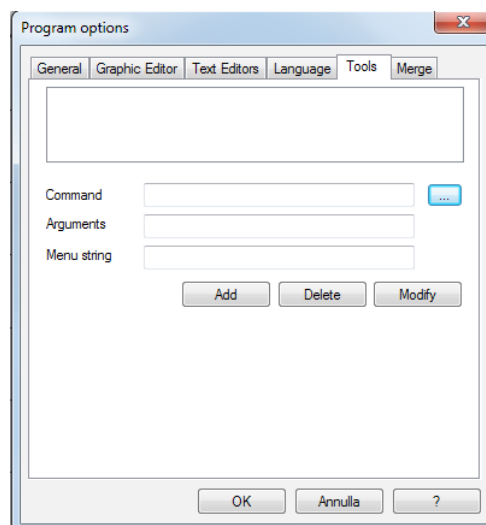 Program options
General Graphic Editor Text Editors Language Tools Merge
Command ...
Arguments
Menu string
Add Delete Modify
OK Annulla ?